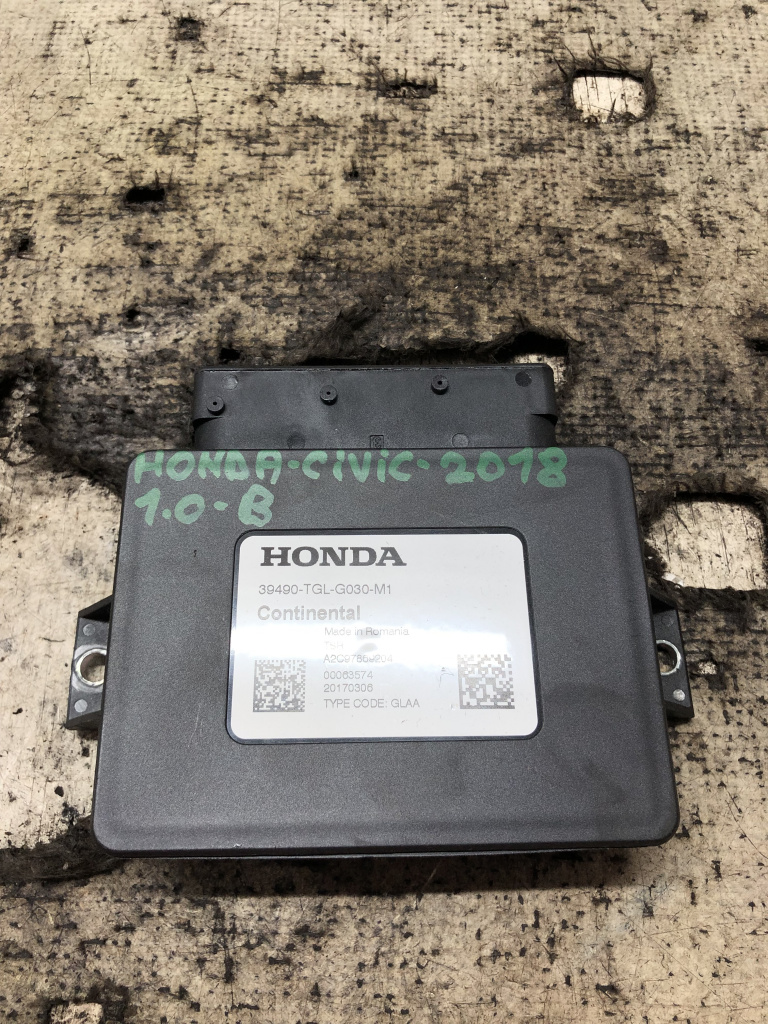 HONDA-CIVIC-2018
1.0-B
HONDA
39490-TGL-G030-M1
Continental
Made in Romania
00063574
20170306
TYPE CODE: GLAA